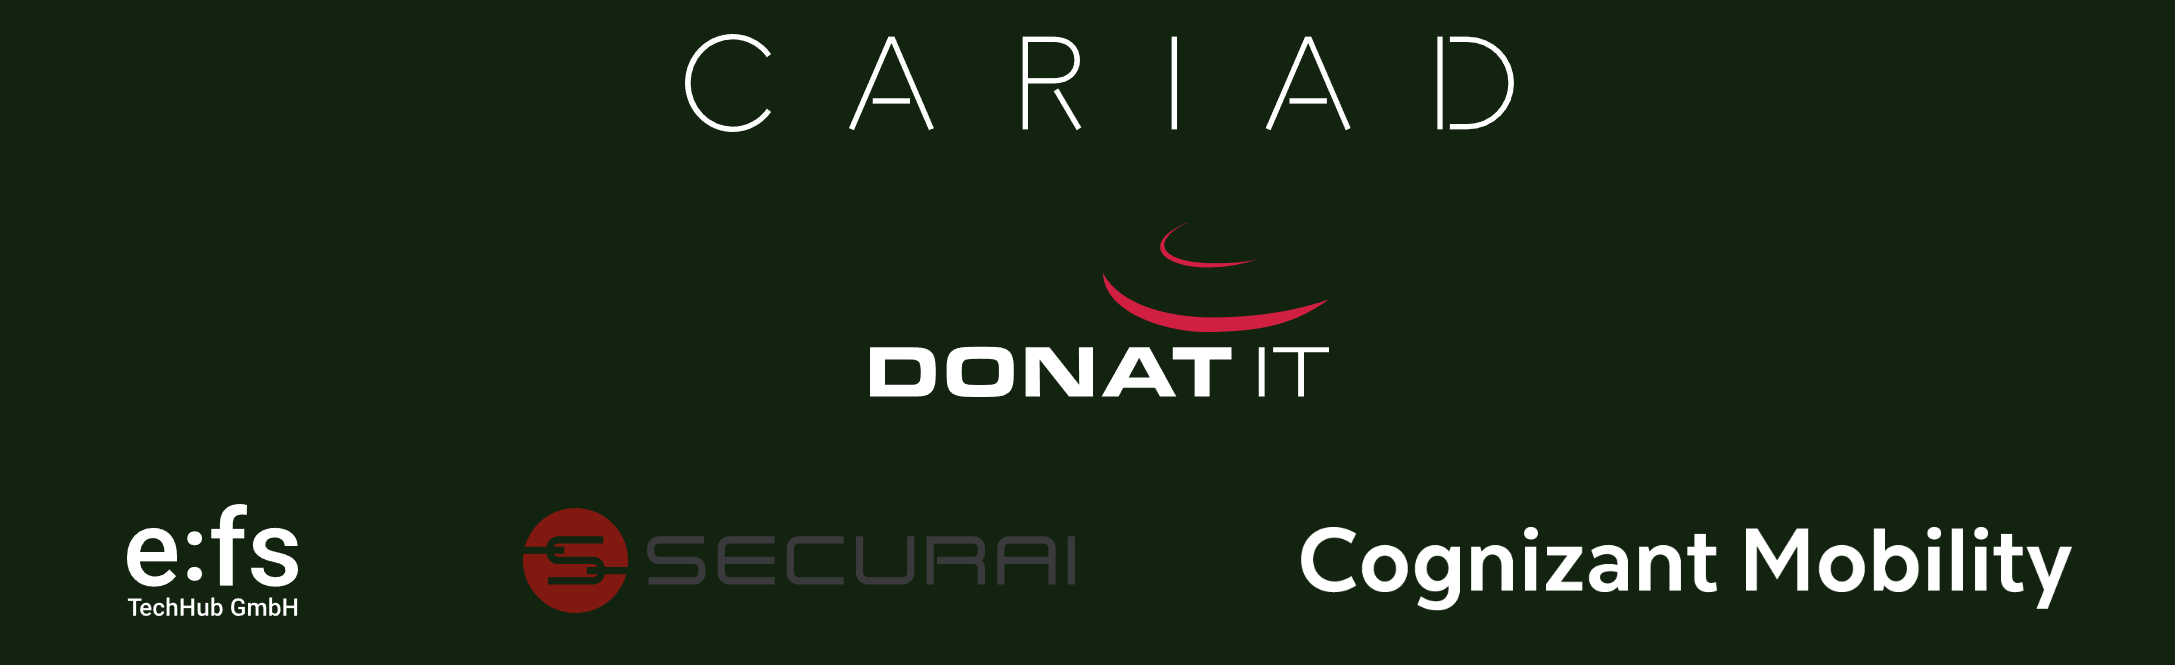 CARIAD
DONAT IT
e:fs
TechHub GmbH
SECURAI
Cognizant Mobility